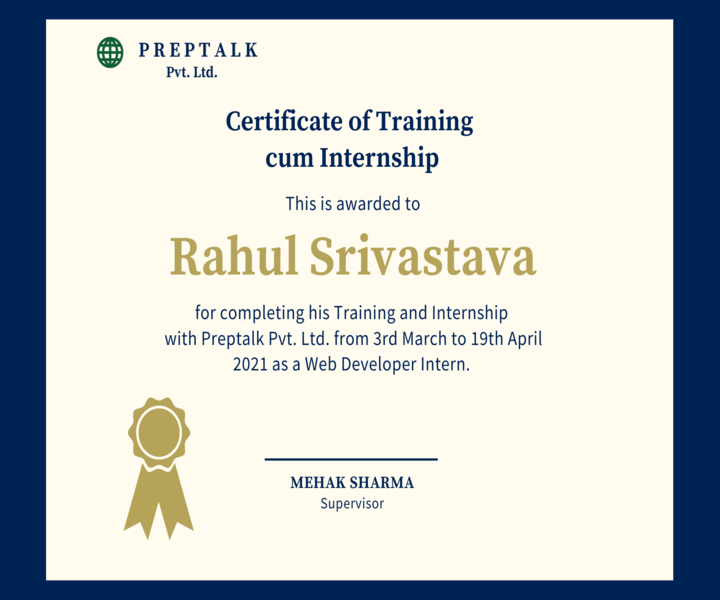 PREPTALK
Pvt. Ltd.
Certificate of Training
cum Internship
This is awarded to
Rahul Srivastava
for completing his Training and Internship
with Preptalk Pvt. Ltd. from 3rd March to 19th April
2021 as a Web Developer Intern.
MEHAK SHARMA
Supervisor